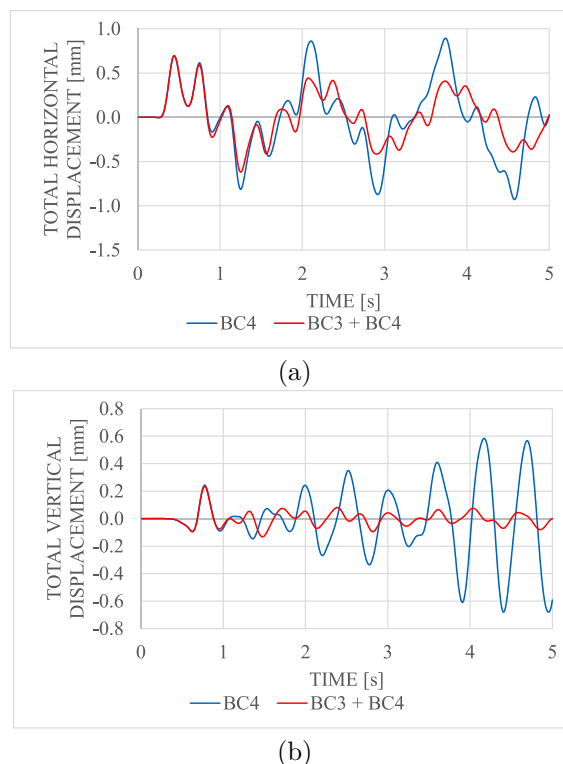 TOTAL HORIZONTAL
DISPLACEMENT [mm]
1.0
0.5
0.0
-0.5
-1.0
-1.5
0 1 2 3 4 5
TIME [s]
BC4 BC3 + BC4
(a)
TOTAL VERTICAL
DISPLACEMENT [mm]
0.8
0.6
0.4
0.2
0.0
-0.2
-0.4
-0.6
-0.8
0 1 2 3 4 5
TIME [s]
BC4 BC3 + BC4
(b)